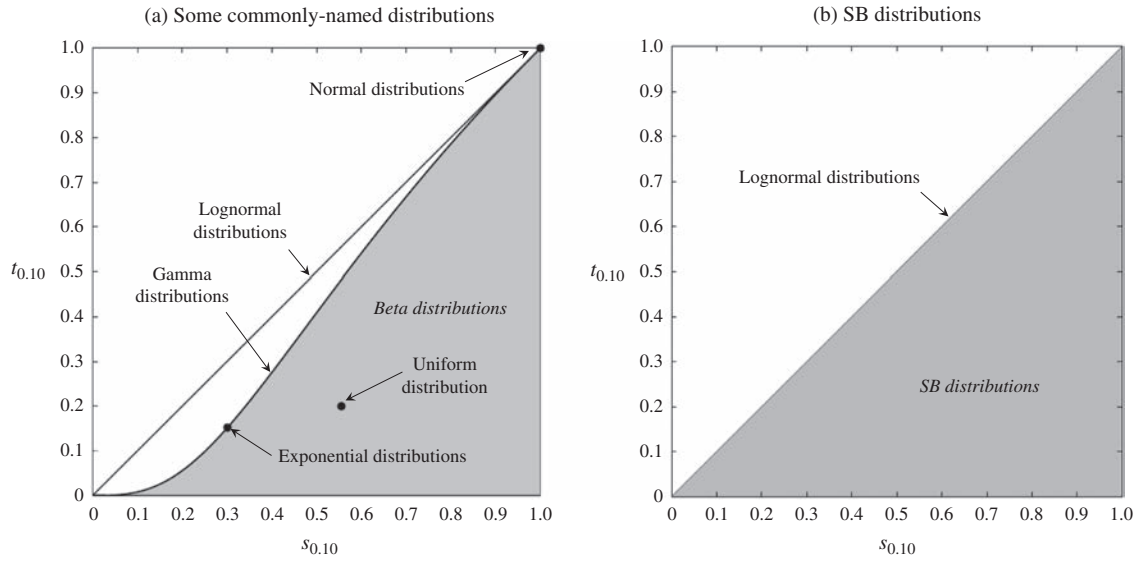 (a) Some commonly-named distributions
1.0
0.9
0.8
0.7
0.6
0.5
0.4
0.3
0.2
0.1
0
t0.10
Normal distributions
Lognormal
distributions
Gamma
distributions
Beta distributions
Uniform
distribution
Exponential distributions
0 0.1 0.2 0.3 0.4 0.5 0.6 0.7 0.8 0.9 1.0
s0.10
(b) SB distributions
1.0
0.9
0.8
0.7
0.6
0.5
0.4
0.3
0.2
0.1
0
t0.10
Lognormal distributions
SB distributions
0 0.1 0.2 0.3 0.4 0.5 0.6 0.7 0.8 0.9 1.0
s0.10